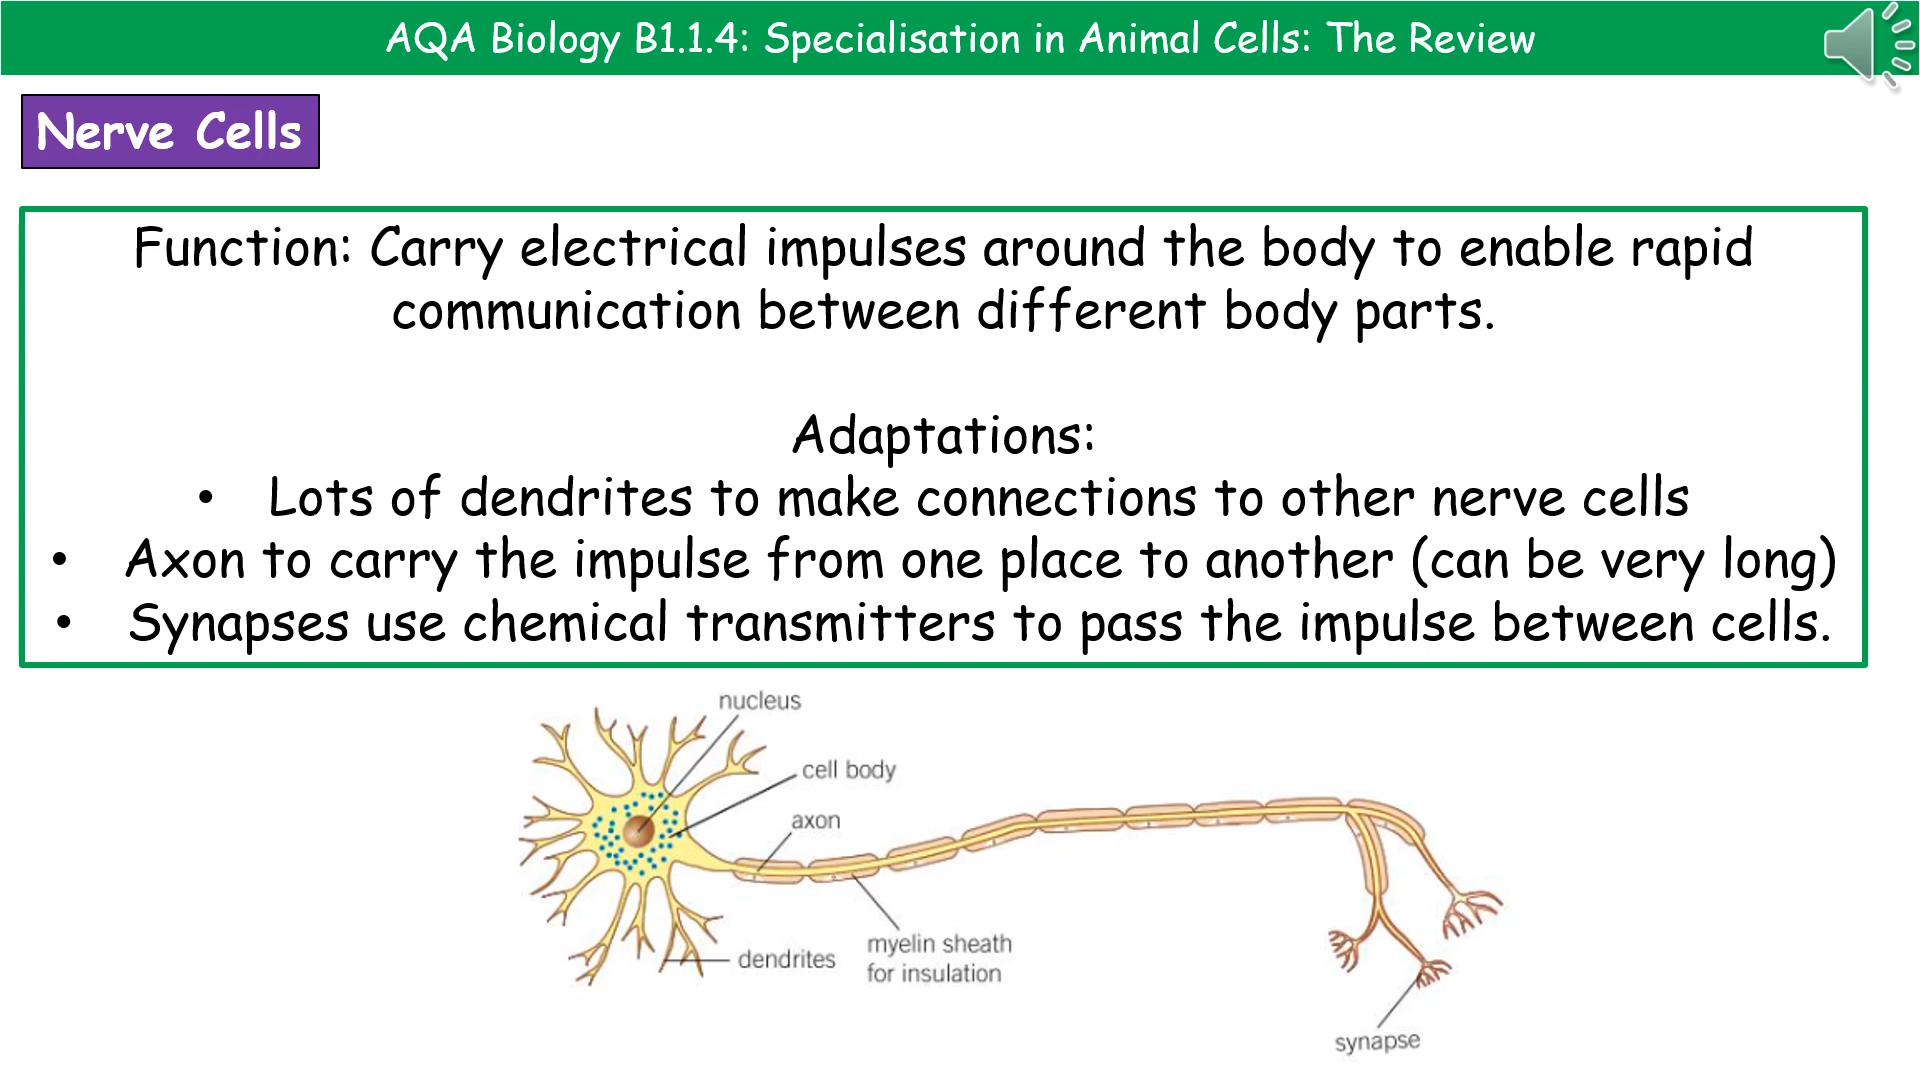 AQA Biology B1.1.4: Specialisation in Animal Cells: The Review
Nerve Cells
Function: Carry electrical impulses around the body to enable rapid
communication between different body parts.
Adaptations:
• Lots of dendrites to make connections to other nerve cells
• Axon to carry the impulse from one place to another (can be very long)
• Synapses use chemical transmitters to pass the impulse between cells.
nucleus
cell body
axon
myelin sheath
for insulation
dendrites
synapse